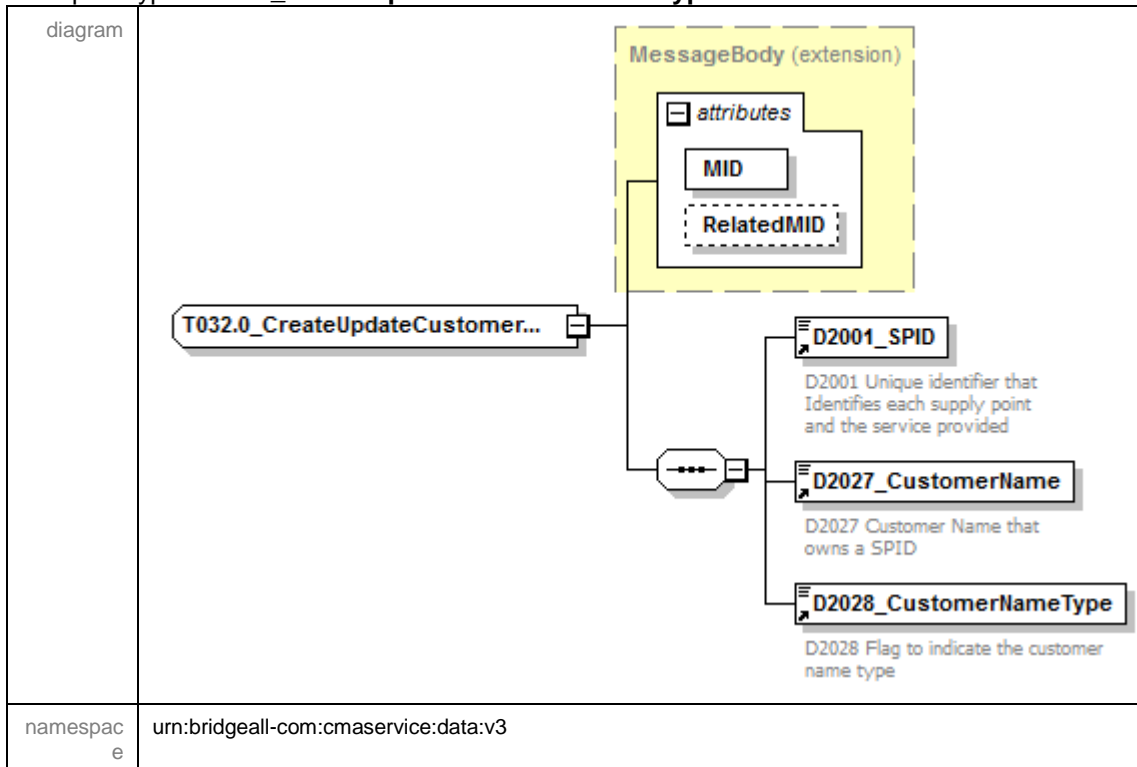 diagram
MessageBody (extension)
attributes
MID
RelatedMID
T032.0_CreateUpdateCustomer...
D2001_SPID
D2001 Unique identifier that
Identifies each supply point
and the service provided
D2027_CustomerName
D2027 Customer Name that
owns a SPID
D2028_CustomerNameType
D2028 Flag to indicate the customer
name type
namespac
e
urn:bridgeall-com:cmaservice:data:v3